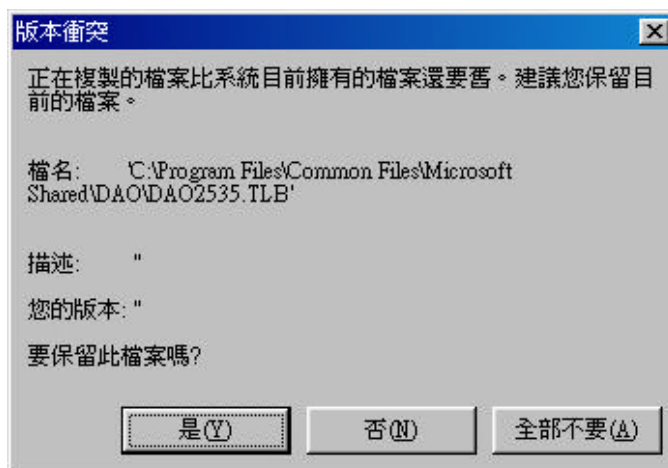 版本衝突
正在複製的檔案比系統目前擁有的檔案還要舊。建議您保留目
前的檔案。
檔名: 'C:\Program Files\Common Files\Microsoft
Shared\DAO\DAO2535.TLB'
描述: "
您的版本: "
要保留此檔案嗎?
是(Y) 否(N) 全部不要(A)